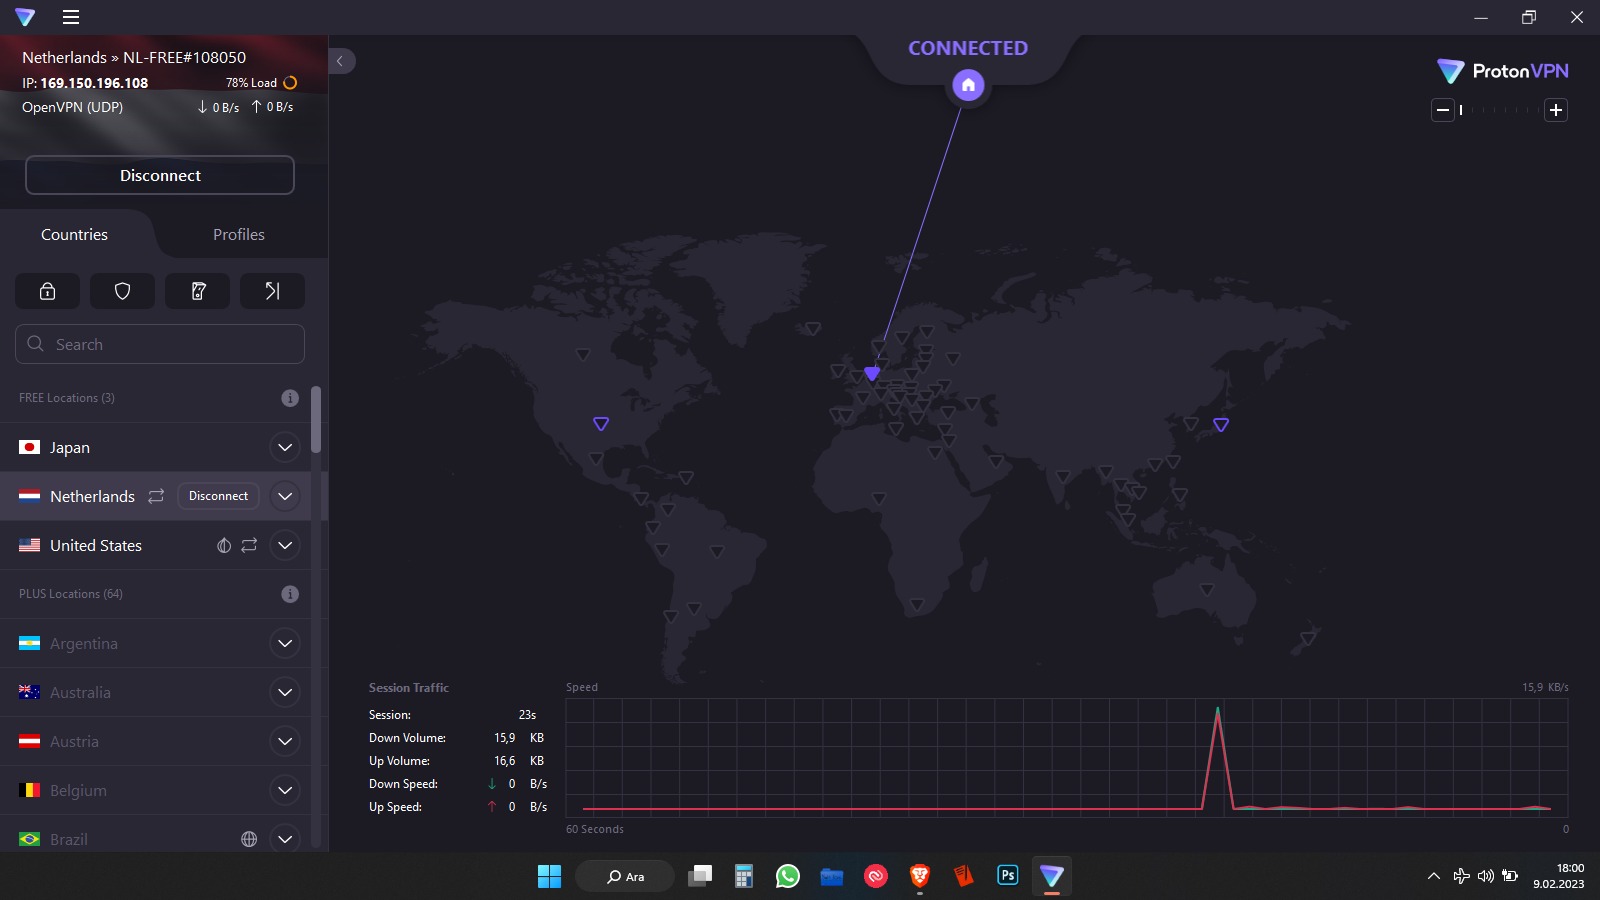 Netherlands » NL-FREE#108050
IP: 169.150.196.108
78% Load
OpenVPN (UDP)
0 B/s
0 B/s
Disconnect
Countries
Profiles
Search
FREE Locations (3)
Japan
Netherlands
Disconnect
United States
PLUS Locations (64)
Argentina
Australia
Austria
Belgium
Brazil
CONNECTED
ProtonVPN
Session Traffic
Session: 23s
Down Volume: 15,9 KB
Up Volume: 16,6 KB
Down Speed: 0 B/s
Up Speed: 0 B/s
Speed
15,9 KB/s
60 Seconds
0
Ara
Ps
18:00
9.02.2023